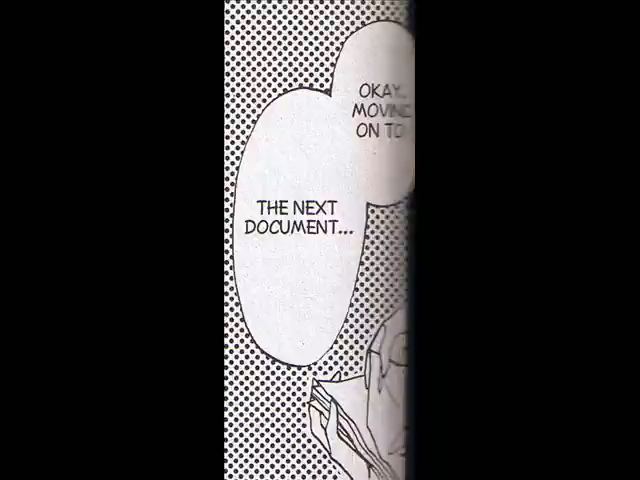 OKAY.
MOVING
ON TO
THE NEXT
DOCUMENT...